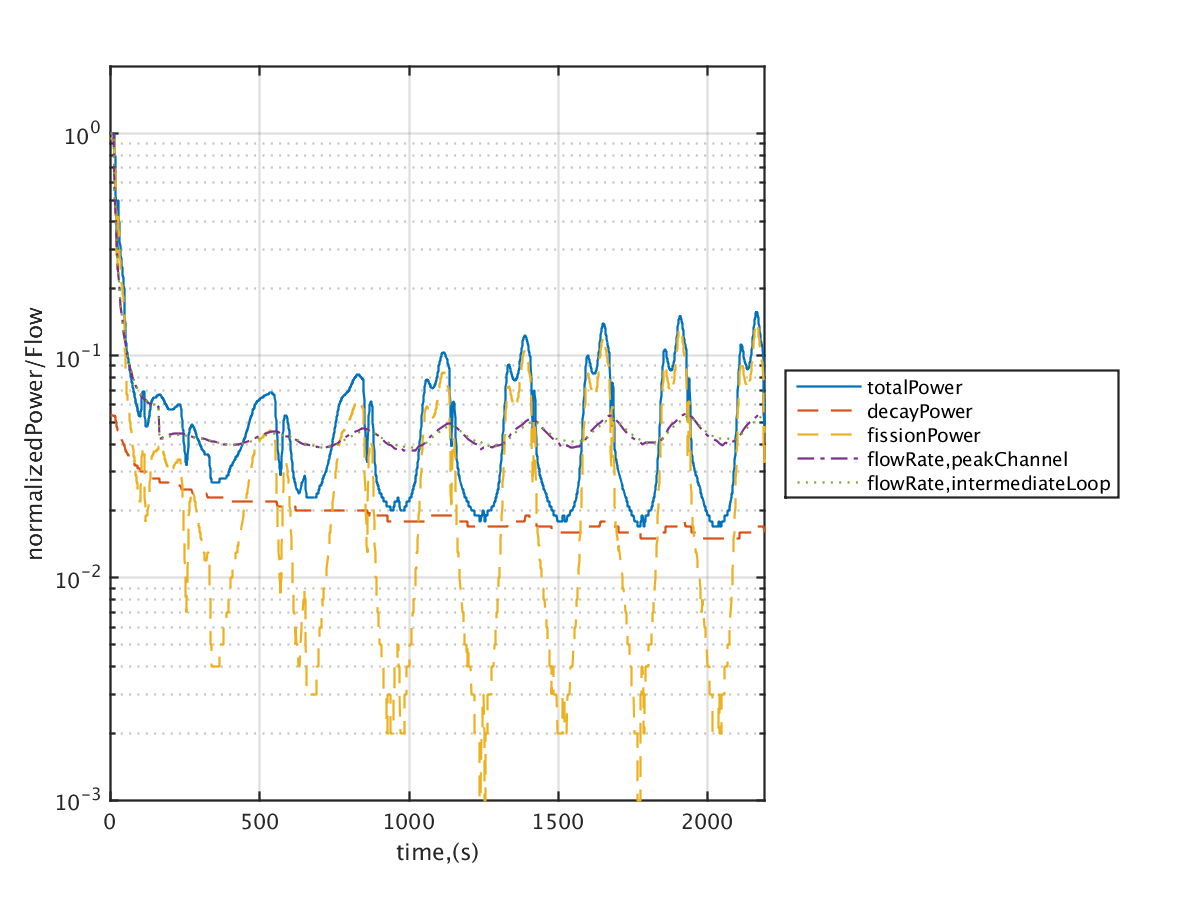 10^0
10^-1
10^-2
10^-3
normalizedPower/Flow
0
500
1000
1500
2000
time,(s)
totalPower
decayPower
fissionPower
flowRate,peakChannel
flowRate,intermediateLoop